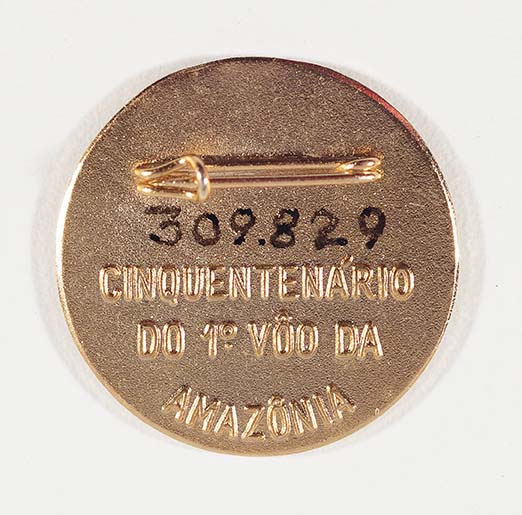 309.829
CINQUENTENÁRIO
DO 1º VÔO DA
AMAZÔNIA